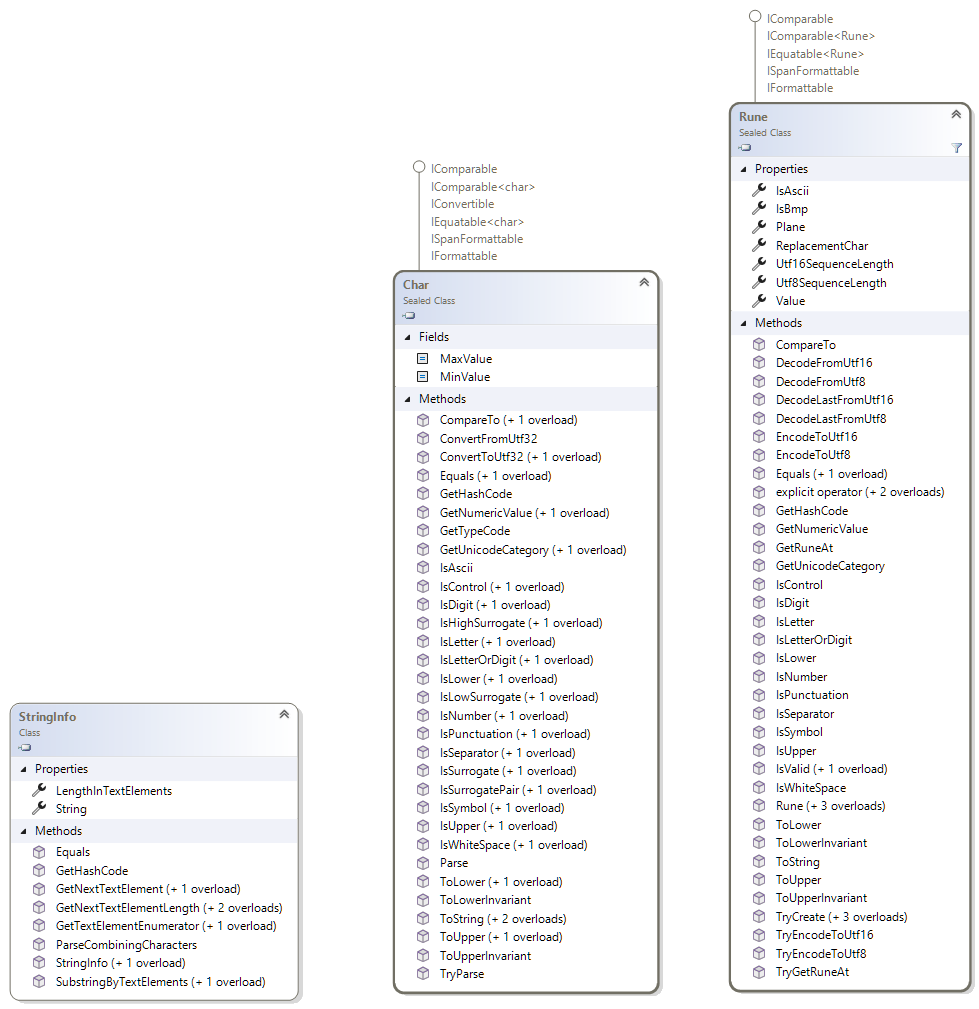 StringInfo
Class
Properties
LengthInTextElements
String
Methods
Equals
GetHashCode
GetNextTextElement (+ 1 overload)
GetNextTextElementLength (+ 2 overloads)
GetTextElementEnumerator (+ 1 overload)
ParseCombiningCharacters
StringInfo (+ 1 overload)
SubstringByTextElements (+ 1 overload)
IComparable
IComparable<char>
IConvertible
IEquatable<char>
ISpanFormattable
IFormattable
Char
Sealed Class
Fields
MaxValue
MinValue
Methods
CompareTo (+ 1 overload)
ConvertFromUtf32
ConvertToUtf32 (+ 1 overload)
Equals (+ 1 overload)
GetHashCode
GetNumericValue (+ 1 overload)
GetTypeCode
GetUnicodeCategory (+ 1 overload)
IsAscii
IsControl (+ 1 overload)
IsDigit (+ 1 overload)
IsHighSurrogate (+ 1 overload)
IsLetter (+ 1 overload)
IsLetterOrDigit (+ 1 overload)
IsLower (+ 1 overload)
IsLowSurrogate (+ 1 overload)
IsNumber (+ 1 overload)
IsPunctuation (+ 1 overload)
IsSeparator (+ 1 overload)
IsSurrogate (+ 1 overload)
IsSurrogatePair (+ 1 overload)
IsSymbol (+ 1 overload)
IsUpper (+ 1 overload)
IsWhiteSpace (+ 1 overload)
Parse
ToLower (+ 1 overload)
ToLowerInvariant
ToString (+ 2 overloads)
ToUpper (+ 1 overload)
ToUpperInvariant
TryParse
IComparable
IComparable<Rune>
IEquatable<Rune>
ISpanFormattable
IFormattable
Rune
Sealed Class
Properties
IsAscii
IsBmp
Plane
ReplacementChar
Utf16SequenceLength
Utf8SequenceLength
Value
Methods
CompareTo
DecodeFromUtf16
DecodeFromUtf8
DecodeLastFromUtf16
DecodeLastFromUtf8
EncodeToUtf16
EncodeToUtf8
Equals (+ 1 overload)
explicit operator (+ 2 overloads)
GetHashCode
GetNumericValue
GetRuneAt
GetUnicodeCategory
IsControl
IsDigit
IsLetter
IsLetterOrDigit
IsLower
IsNumber
IsPunctuation
IsSeparator
IsSymbol
IsUpper
IsValid (+ 1 overload)
IsWhiteSpace
Rune (+ 3 overloads)
ToLower
ToLowerInvariant
ToString
ToUpper
ToUpperInvariant
TryCreate (+ 3 overloads)
TryEncodeToUtf16
TryEncodeToUtf8
TryGetRuneAt